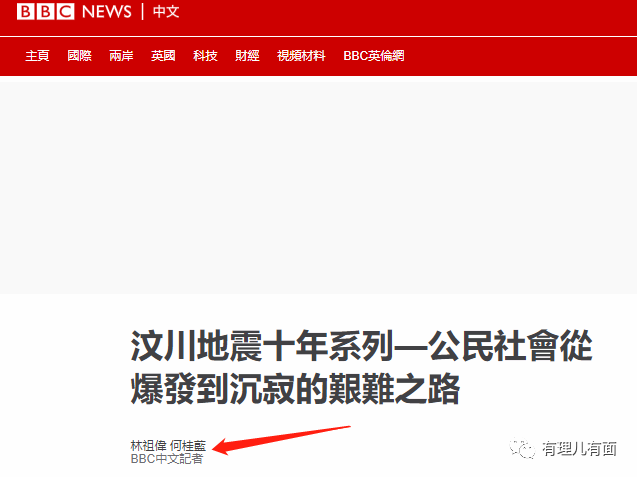 BBC NEWS | 中文
主頁 國際 兩岸 英國 科技 財經 視頻材料 BBC英倫網
汶川地震十年系列—公民社會從
爆發到沉寂的艱難之路
林祖偉 何桂藍
BBC中文記者
有理儿有面